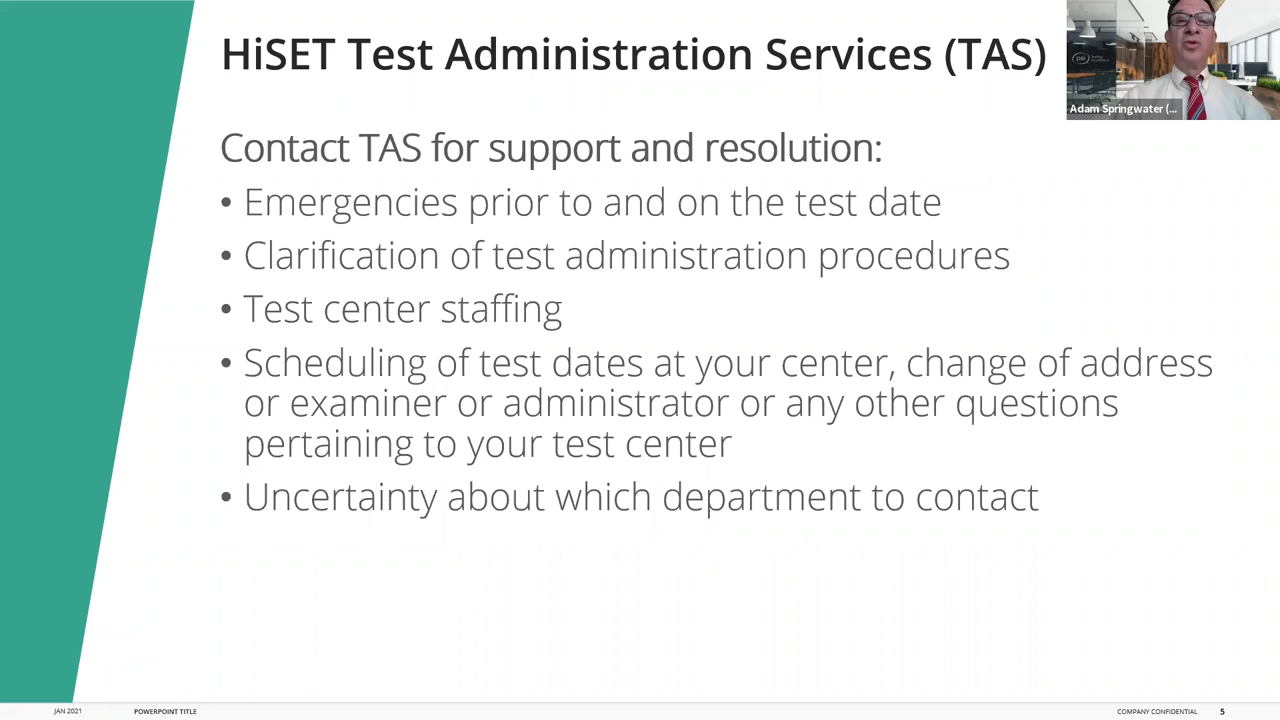 HiSET Test Administration Services (TAS)
Adam Springwater (...
Contact TAS for support and resolution:
• Emergencies prior to and on the test date
• Clarification of test administration procedures
• Test center staffing
• Scheduling of test dates at your center, change of address
or examiner or administrator or any other questions
pertaining to your test center
• Uncertainty about which department to contact
JAN 2021
POWERPOINT TITLE
COMPANY CONFIDENTIAL
5